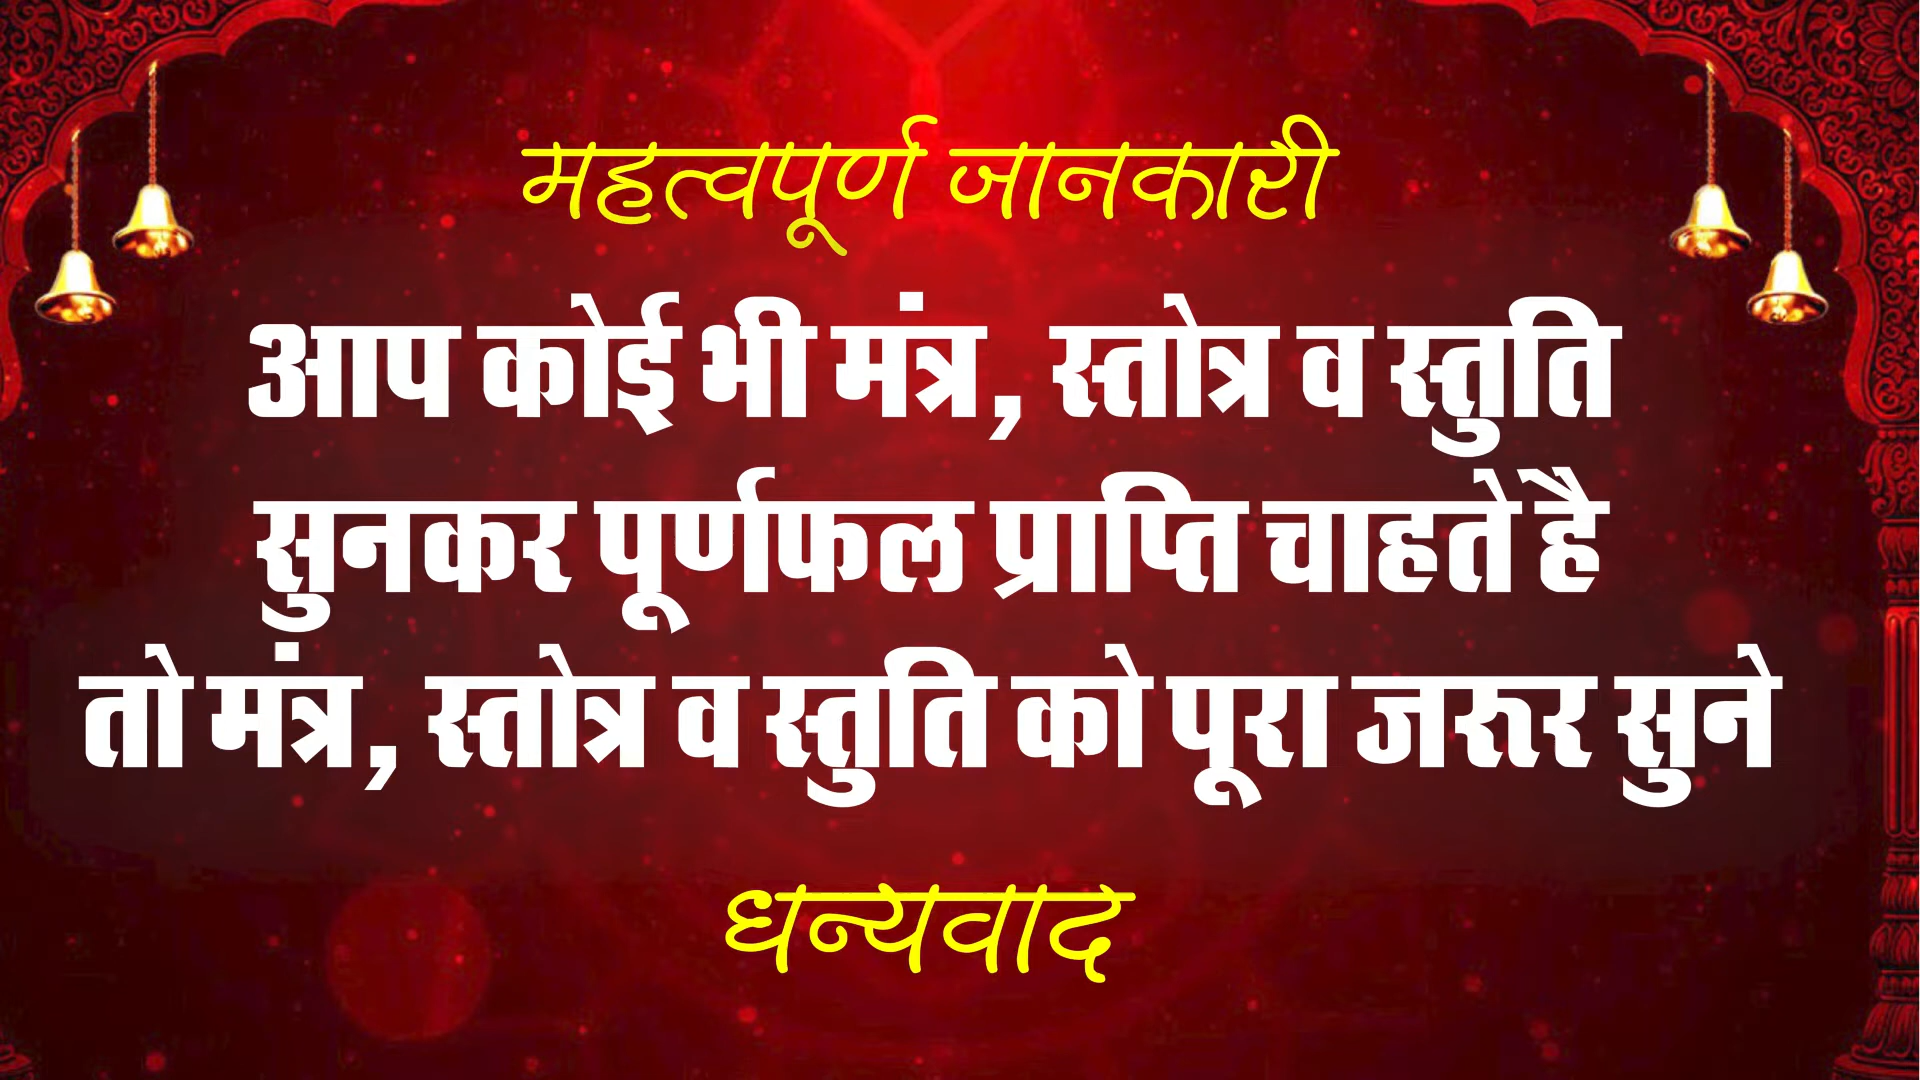 महत्वपूर्ण जानकारी
आप कोई भी मंत्र, स्तोत्र व स्तुति
सुनकर पूर्णफल प्राप्ति चाहते है
तो मंत्र, स्तोत्र व स्तुति को पूरा जरूर सुने
धन्यवाद